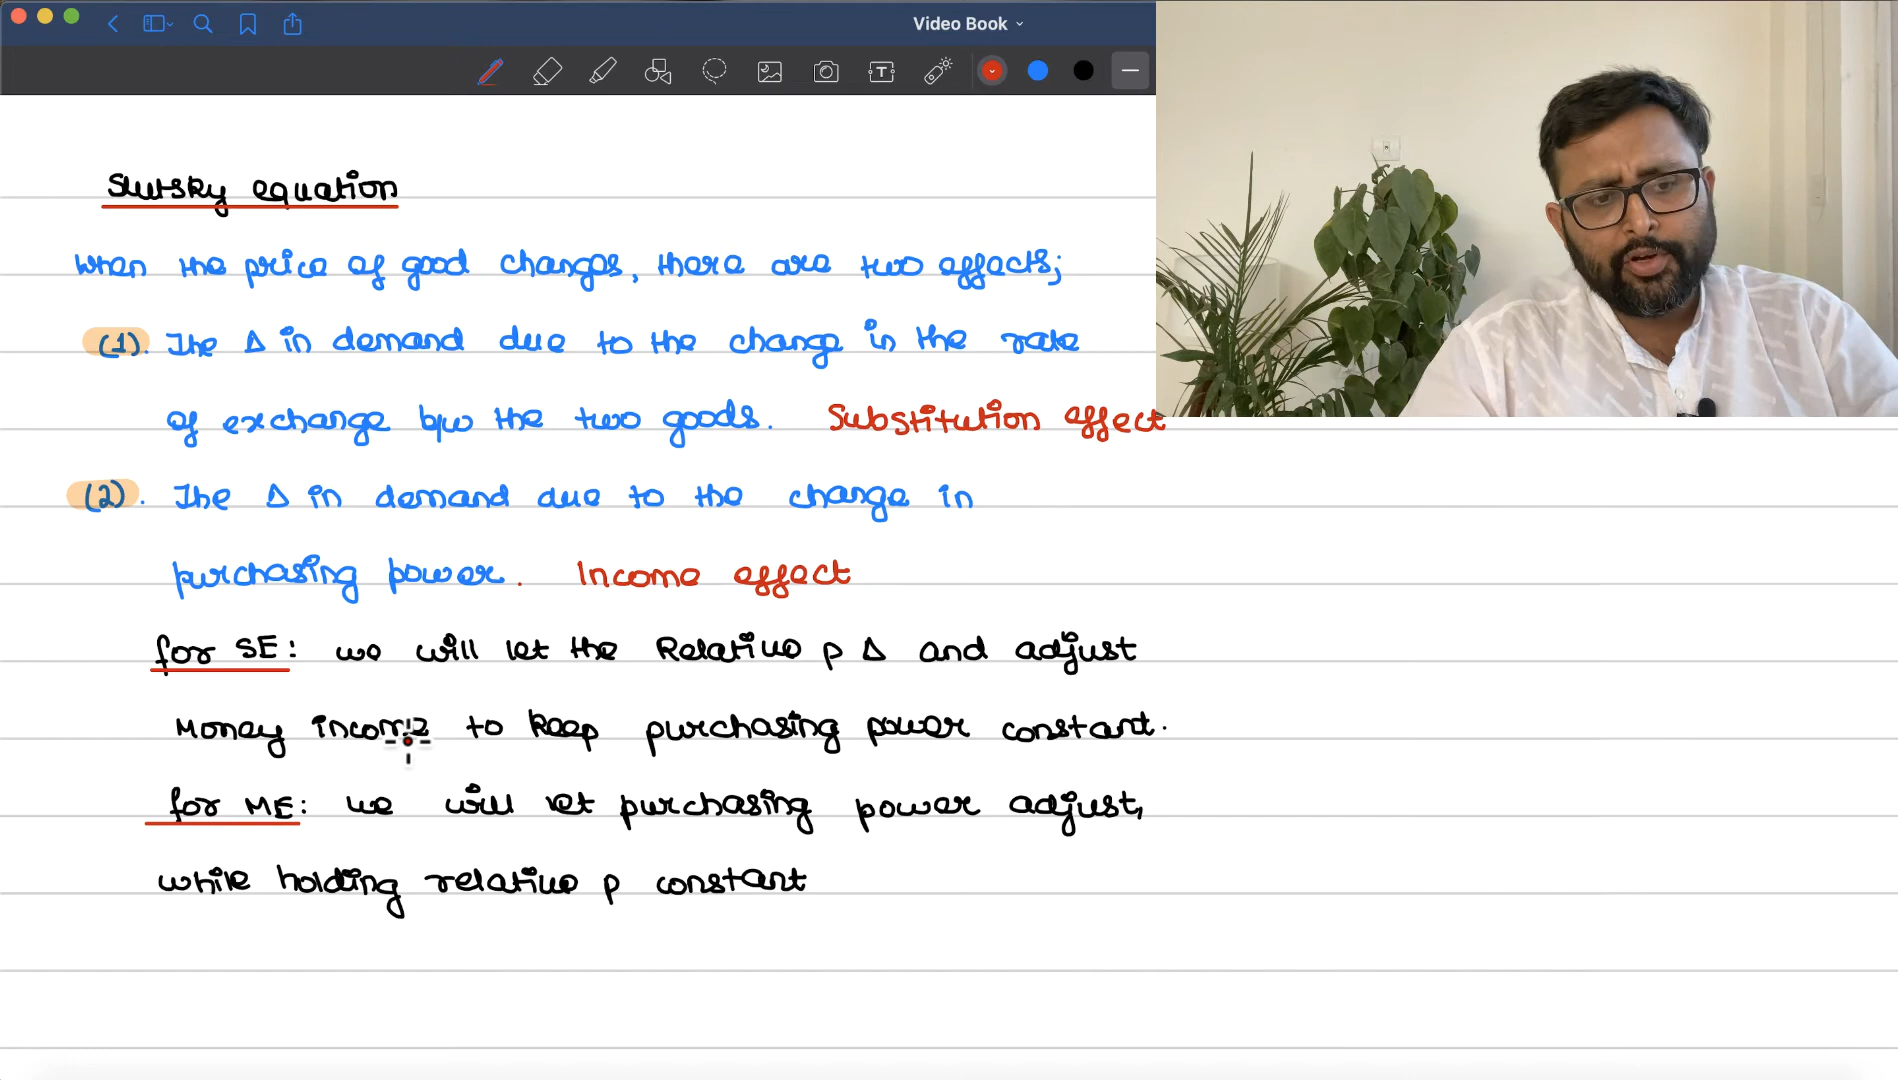 Video Book
Slutsky equation
When the price of good changes, there are two effects;
(1). The Δ in demand due to the change in the rate
of exchange b/w the two goods. Substitution effect
(2). The Δ in demand due to the change in
purchasing power. Income effect
for SE: we will let the Relative p Δ and adjust
Money income to keep purchasing power constant.
for ME: we will let purchasing power adjust,
while holding relative p constant